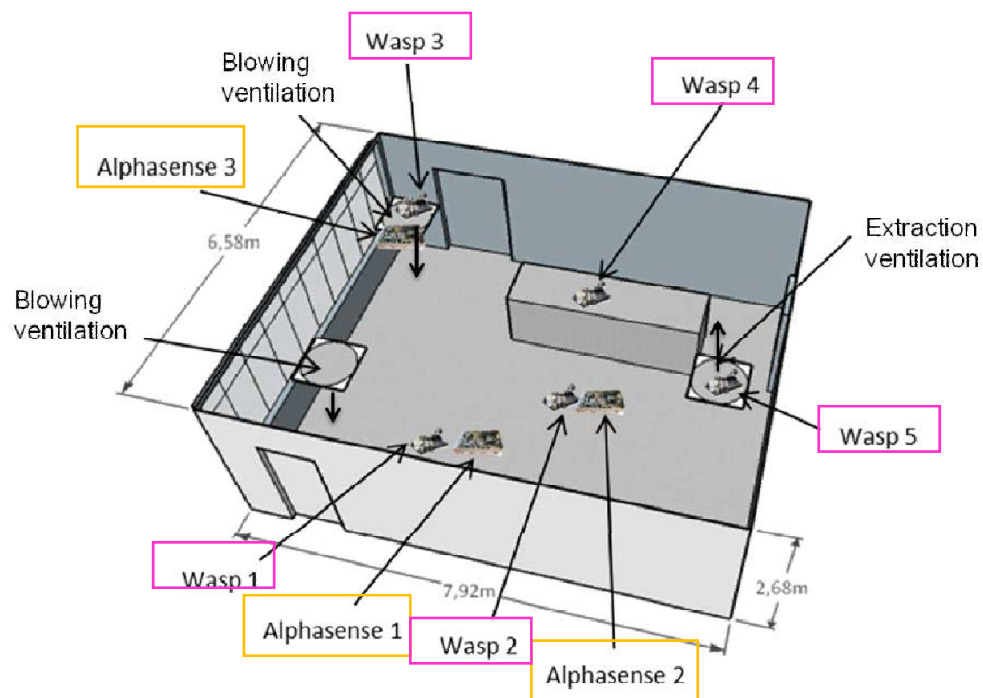 Wasp 3
Blowing
ventilation
Wasp 4
Alphasense 3
6,58m
Extraction
ventilation
Blowing
ventilation
Wasp 5
Wasp 1
7,92m
2,68m
Alphasense 1
Wasp 2
Alphasense 2